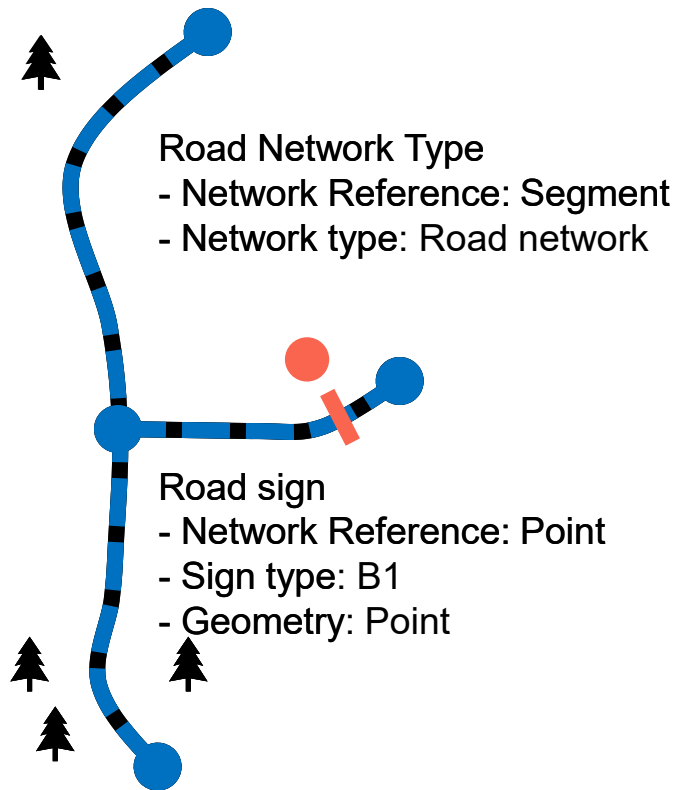 Road Network Type
- Network Reference: Segment
- Network type: Road network
Road sign
- Network Reference: Point
- Sign type: B1
- Geometry: Point